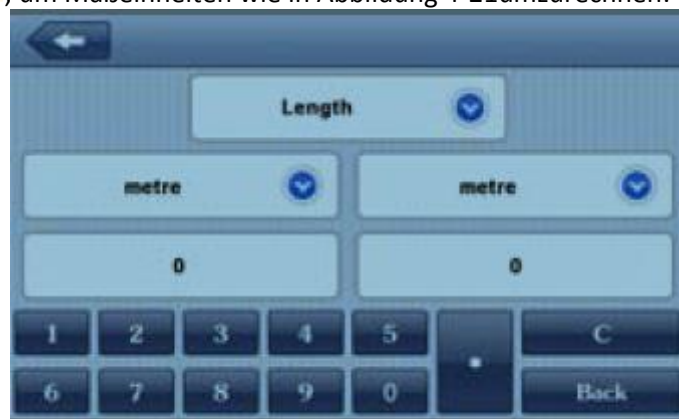 , um Maßeinheiten wie in Abbildung 4-21umzurechnen.
Length
metre metre
0 0
1 2 3 4 5 . C
6 7 8 9 0 Back